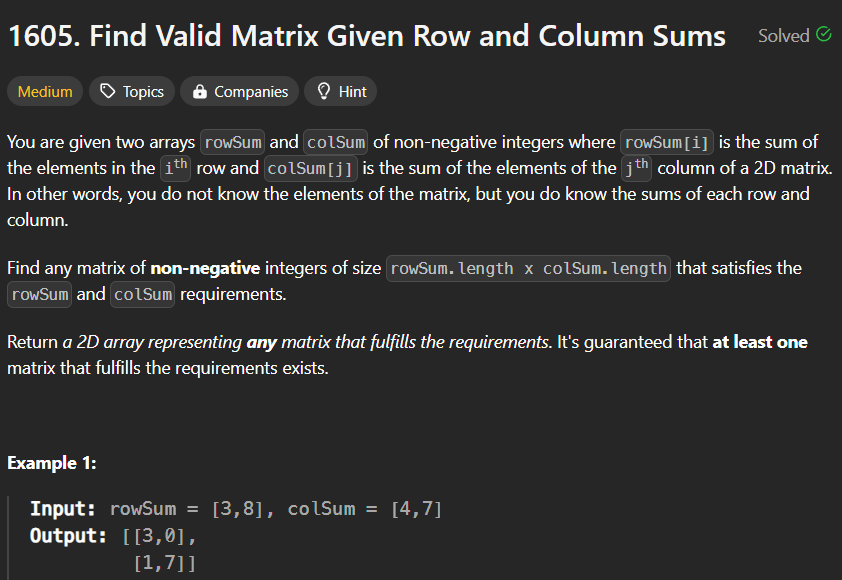 1605. Find Valid Matrix Given Row and Column Sums Solved
Medium Topics Companies Hint
You are given two arrays rowSum and colSum of non-negative integers where rowSum[i] is the sum of
the elements in the ith row and colSum[j] is the sum of the elements of the jth column of a 2D matrix.
In other words, you do not know the elements of the matrix, but you do know the sums of each row and
column.
Find any matrix of non-negative integers of size rowSum.length x colSum.length that satisfies the
rowSum and colSum requirements.
Return a 2D array representing any matrix that fulfills the requirements. It's guaranteed that at least one
matrix that fulfills the requirements exists.
Example 1:
Input: rowSum = [3,8], colSum = [4,7]
Output: [[3,0],
[1,7]]